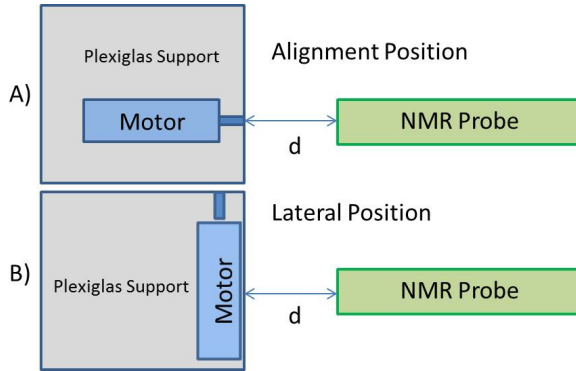 A)
Plexiglas Support
Alignment Position
Motor
NMR Probe
d
B)
Lateral Position
Plexiglas Support
Motor
NMR Probe
d